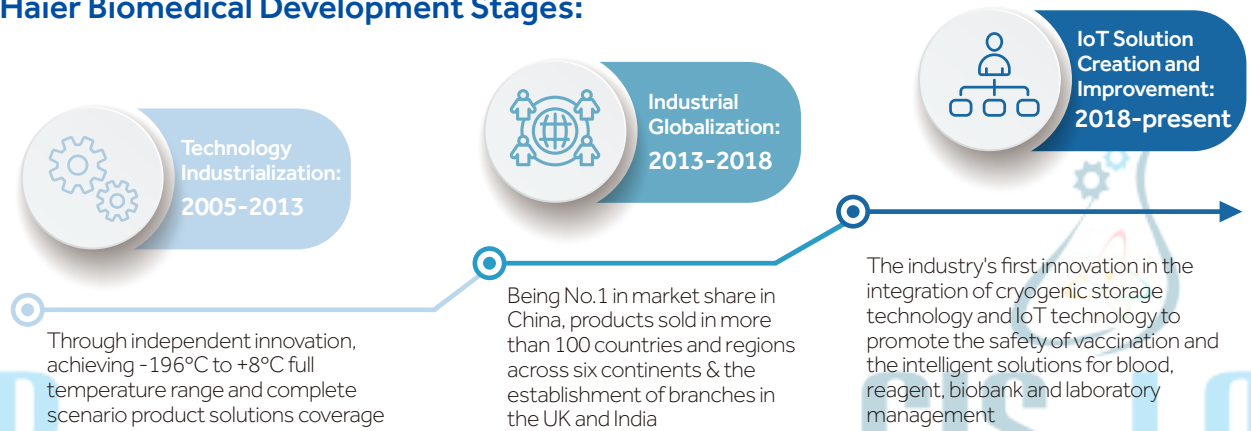 Haier Biomedical Development Stages:
Technology
Industrialization:
2005-2013
Through independent innovation,
achieving -196°C to +8°C full
temperature range and complete
scenario product solutions coverage
Industrial
Globalization:
2013-2018
Being No.1 in market share in
China, products sold in more
than 100 countries and regions
across six continents & the
establishment of branches in
the UK and India
IoT Solution
Creation and
Improvement:
2018-present
The industry's first innovation in the
integration of cryogenic storage
technology and IoT technology to
promote the safety of vaccination and
the intelligent solutions for blood,
reagent, biobank and laboratory
management